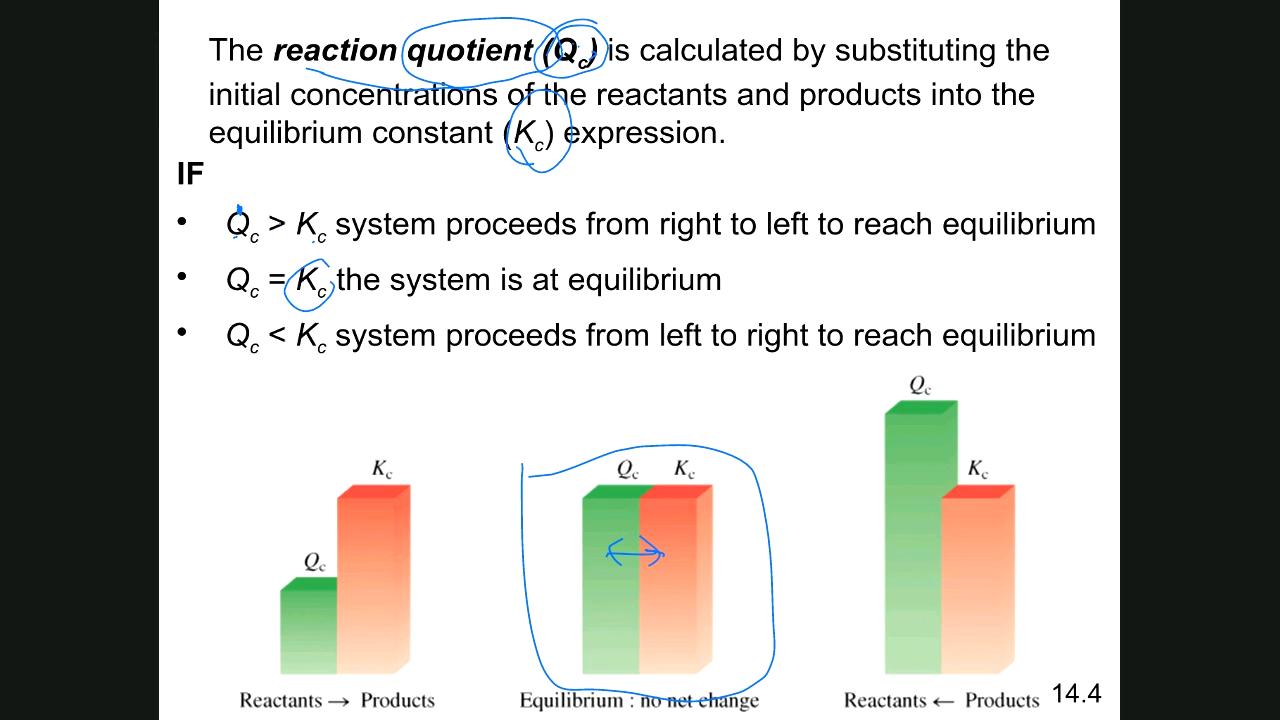 The reaction quotient (Qc) is calculated by substituting the
initial concentrations of the reactants and products into the
equilibrium constant (Kc) expression.
IF
• Qc > Kc system proceeds from right to left to reach equilibrium
• Qc = Kc the system is at equilibrium
• Qc < Kc system proceeds from left to right to reach equilibrium
Qc Kc
Reactants → Products
Qc Kc
Equilibrium : no net change
Qc Kc
Reactants ← Products
14.4